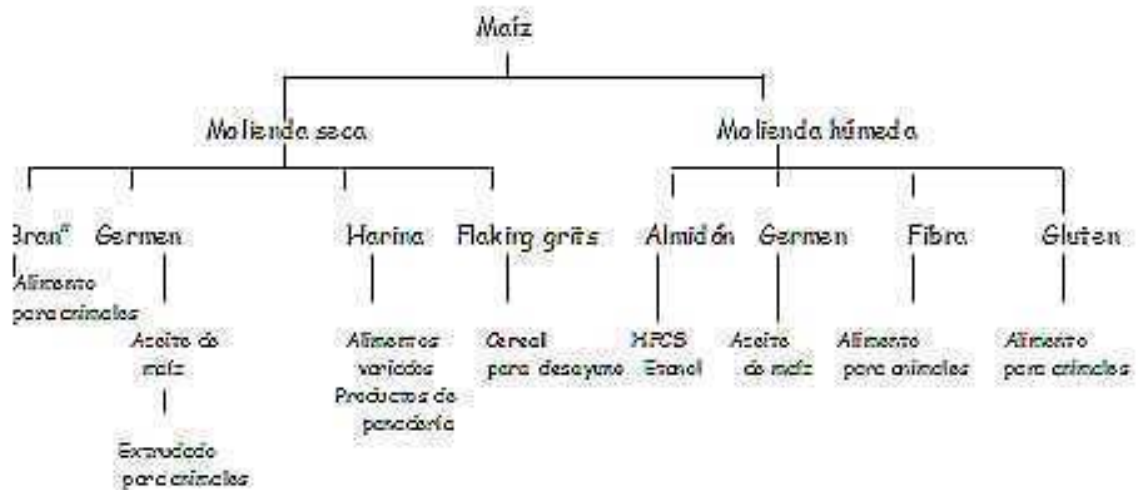 Maíz
Molienda seca Molienda húmeda
Bran" Germen Harina Flaking grits Almidón Germen Fibra Gluten
Alimento
para animales
Aceite de Alimentos Cereal HFCS Aceite Alimento Alimento
maíz variados para desayuno Etanol de maíz para animales para animales
Productos de
panadería
Extrudado
para animales